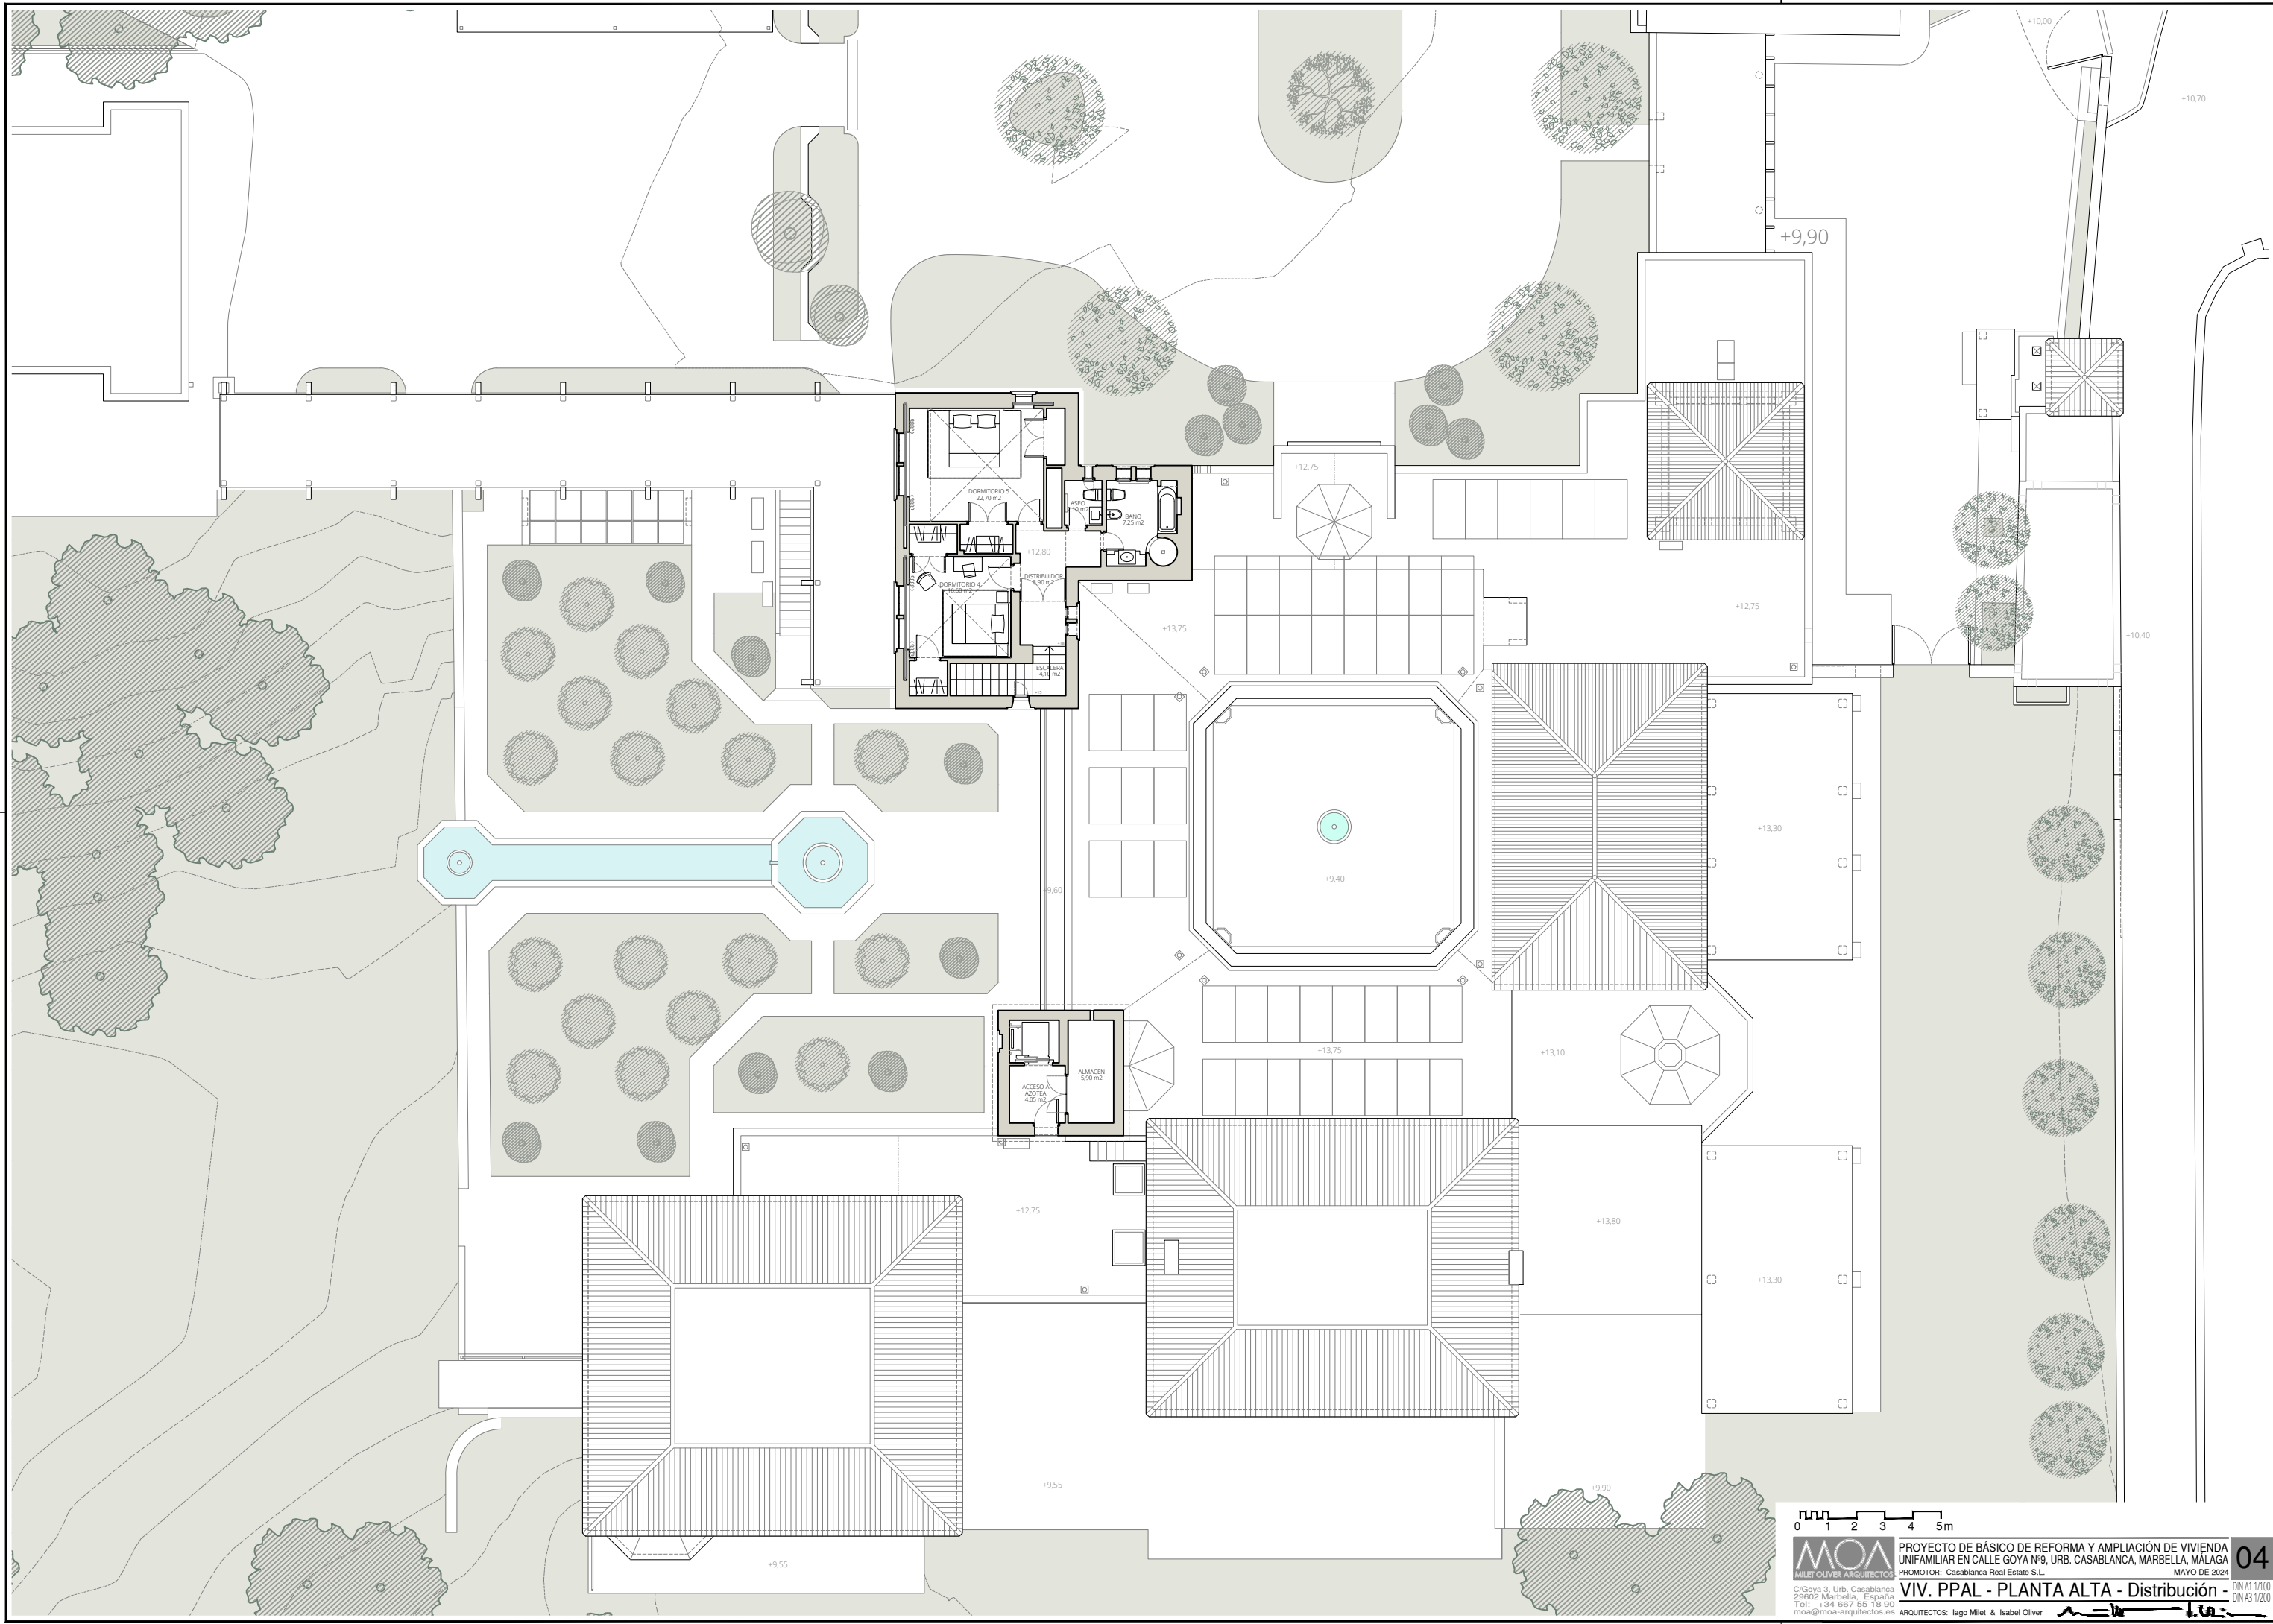 +10,00
+10,70
+9,90
+12,75
DORMITORIO 5
22,70 m2
ASEO
BAÑO
7,25 m2
+12,80
DISTRIBUIDOR
8,90 m2
DORMITORIO 4
+12,75
+13,75
+10,40
ESCALERA
4,10 m2
+13,30
+9,40
+9,60
+13,75
+13,10
ALMACEN
5,90 m2
ACCESO A
AZOTEA
4,05 m2
+12,75
+13,80
+13,30
+9,55
+9,90
+9,55
0 1 2 3 4 5m
MOA
MILET OLIVER ARQUITECTOS
PROYECTO DE BÁSICO DE REFORMA Y AMPLIACIÓN DE VIVIENDA
UNIFAMILIAR EN CALLE GOYA Nº9, URB. CASABLANCA, MARBELLA, MÁLAGA
04
PROMOTOR: Casablanca Real Estate S.L. MAYO DE 2024
C/Goya 3, Urb. Casablanca
29602 Marbella, España
Tel: +34 667 55 18 90
moa@moa-arquitectos.es
VIV. PPAL - PLANTA ALTA - Distribución -
DIN A1 1/100
DIN A3 1/200
ARQUITECTOS: Iago Milet & Isabel Oliver